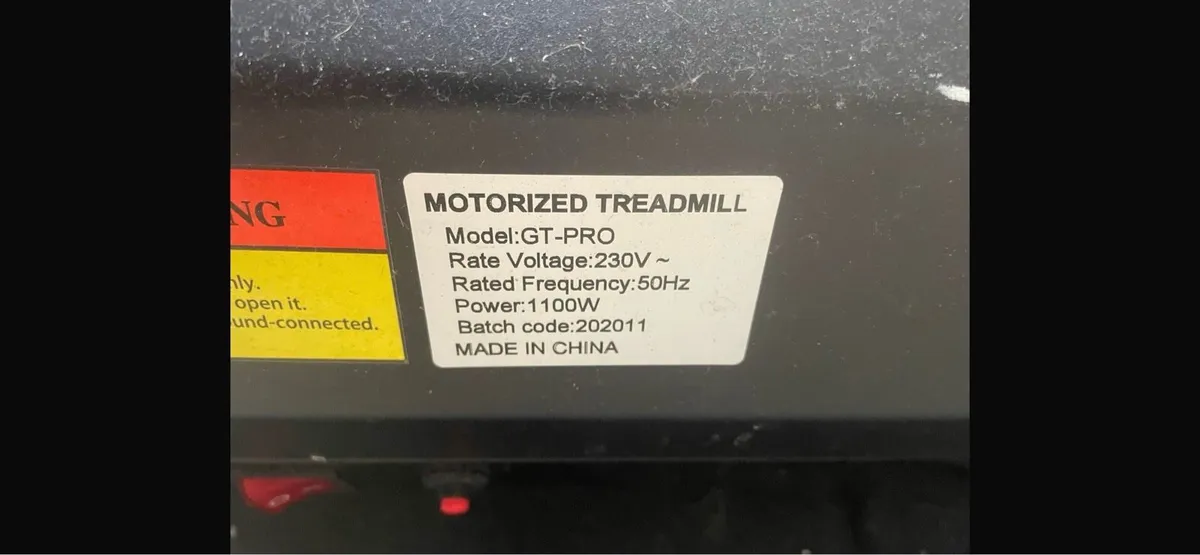 NG
nly.
open it.
und-connected.
MOTORIZED TREADMILL
Model:GT-PRO
Rate Voltage:230V ~
Rated Frequency:50Hz
Power:1100W
Batch code:202011
MADE IN CHINA